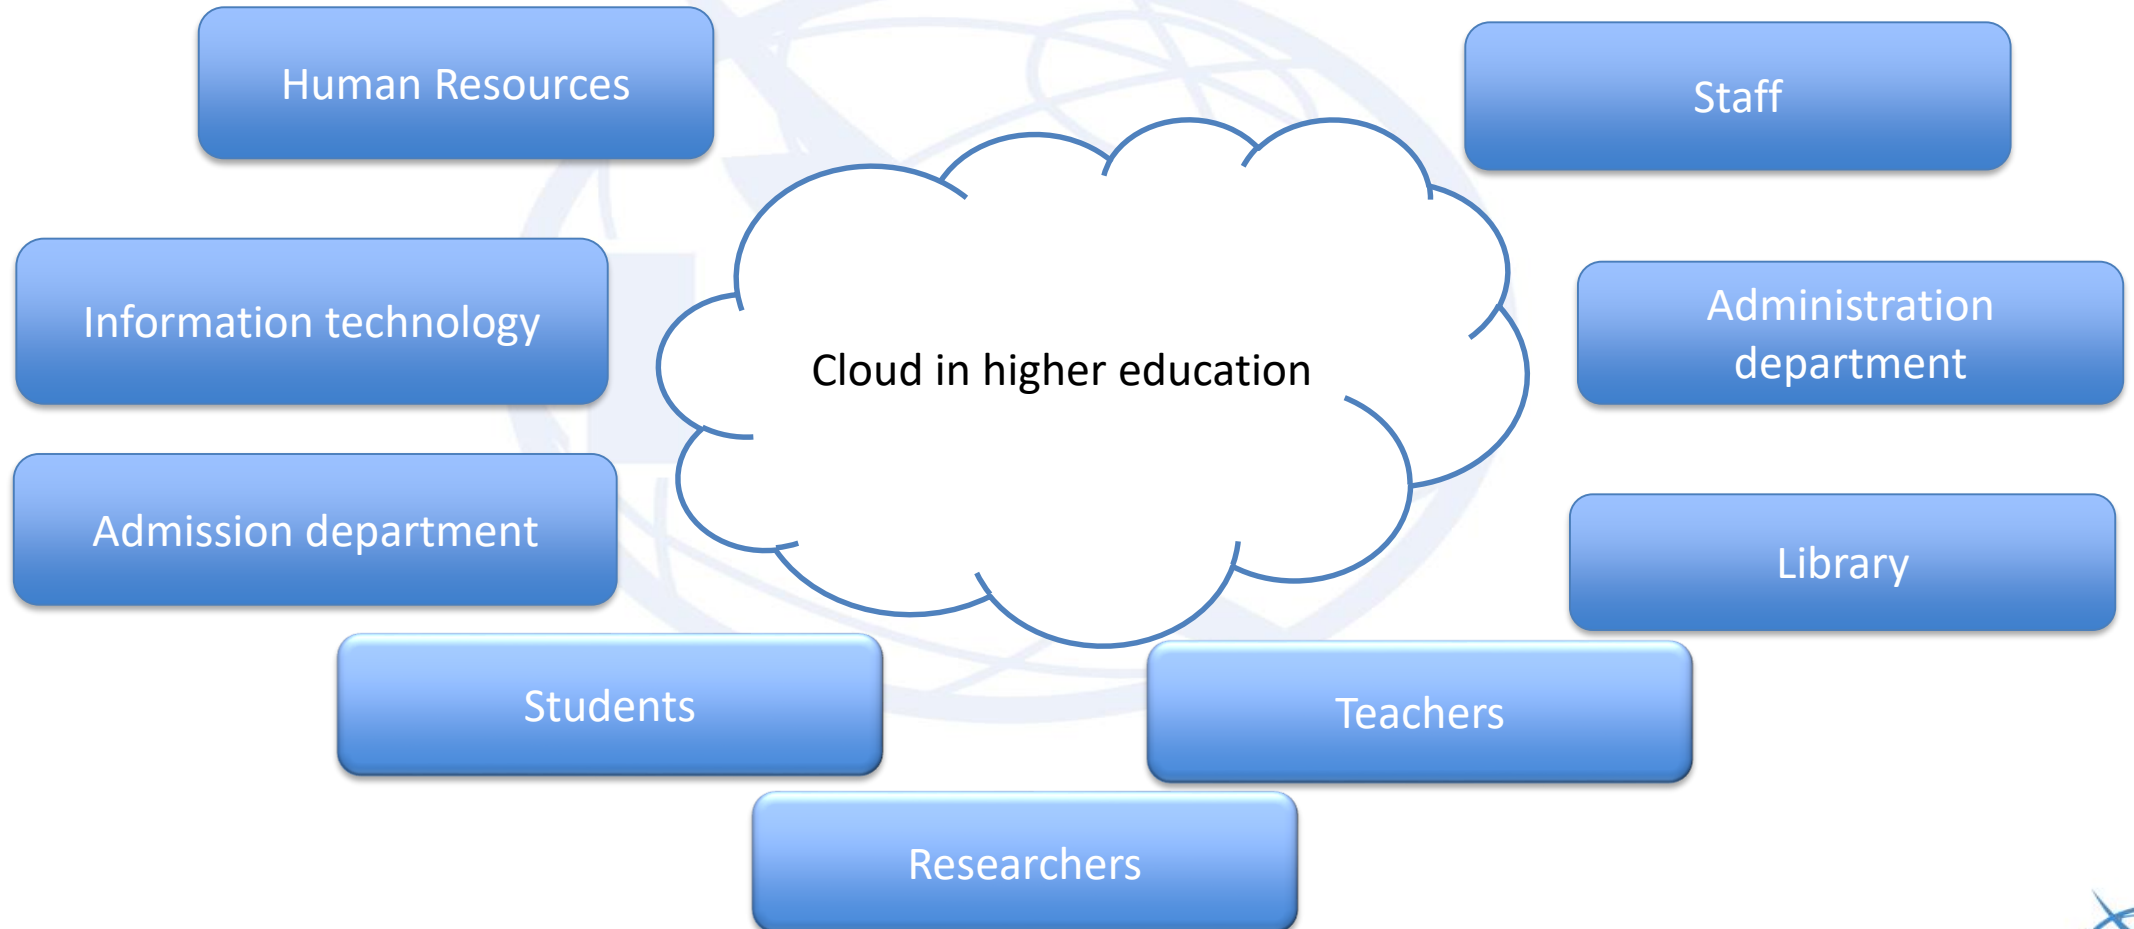 Human Resources
Staff
Information technology
Administration
department
Cloud in higher education
Admission department
Library
Students
Teachers
Researchers